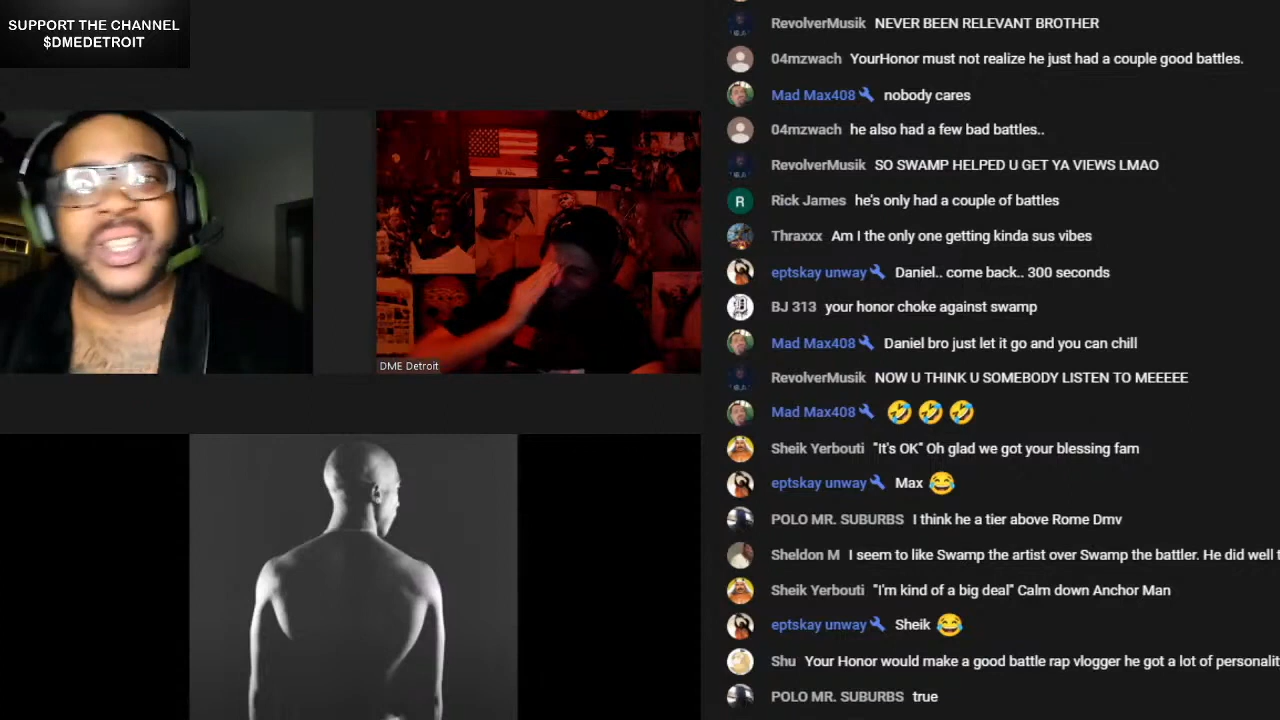 SUPPORT THE CHANNEL
$DMEDETROIT
DME Detroit
RevolverMusik NEVER BEEN RELEVANT BROTHER
04mzwach YourHonor must not realize he just had a couple good battles.
Mad Max408 nobody cares
04mzwach he also had a few bad battles..
RevolverMusik SO SWAMP HELPED U GET YA VIEWS LMAO
R Rick James he's only had a couple of battles
Thraxxx Am I the only one getting kinda sus vibes
eptskay unway Daniel.. come back.. 300 seconds
BJ 313 your honor choke against swamp
Mad Max408 Daniel bro just let it go and you can chill
RevolverMusik NOW U THINK U SOMEBODY LISTEN TO MEEEEE
Mad Max408 🤣🤣🤣
Sheik Yerbouti "It's OK" Oh glad we got your blessing fam
eptskay unway Max 😂
POLO MR. SUBURBS I think he a tier above Rome Dmv
Sheldon M I seem to like Swamp the artist over Swamp the battler. He did well t
Sheik Yerbouti "I'm kind of a big deal" Calm down Anchor Man
eptskay unway Sheik 😂
Shu Your Honor would make a good battle rap vlogger he got a lot of personalit
POLO MR. SUBURBS true